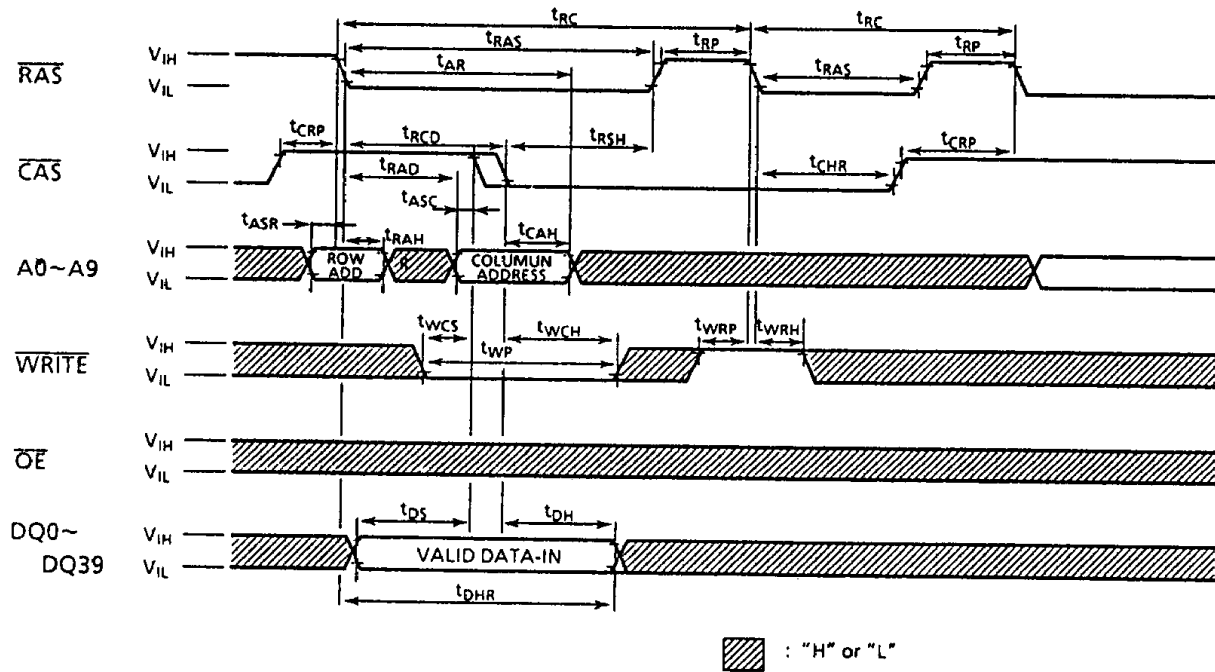 tRC tRC
tRAS tRP tRP
RAS VIH tAR tRAS
VIL
tCRP tRCD tRSH tCRP
CAS VIH tRAD tCHR
VIL
tASC
tASR tRAH tCAH
A0~A9 VIH ROW ADD COLUMUN ADDRESS
VIL
tWCS tWCH tWRP tWRH
WRITE VIH tWP
VIL
OE VIH
VIL
tDS tDH
DQ0~ VIH VALID DATA-IN
DQ39 VIL
tDHR
: "H" or "L"